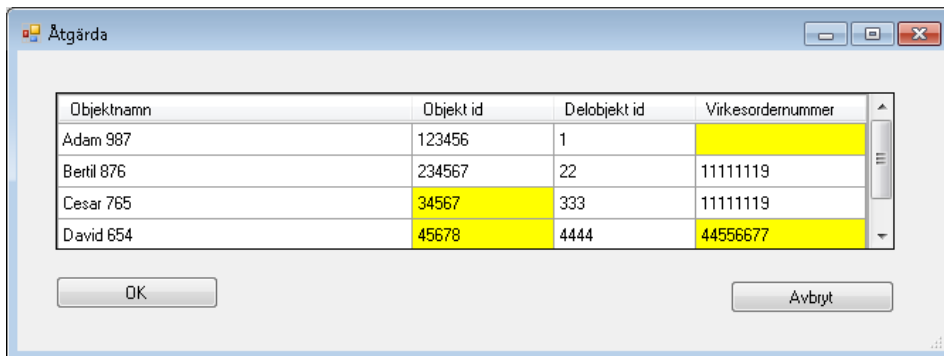 Åtgärda
Objektnamn Objekt id Delobjekt id Virkesordernummer
Adam 987 123456 1
Bertil 876 234567 22 11111119
Cesar 765 34567 333 11111119
David 654 45678 4444 44556677
OK Avbryt